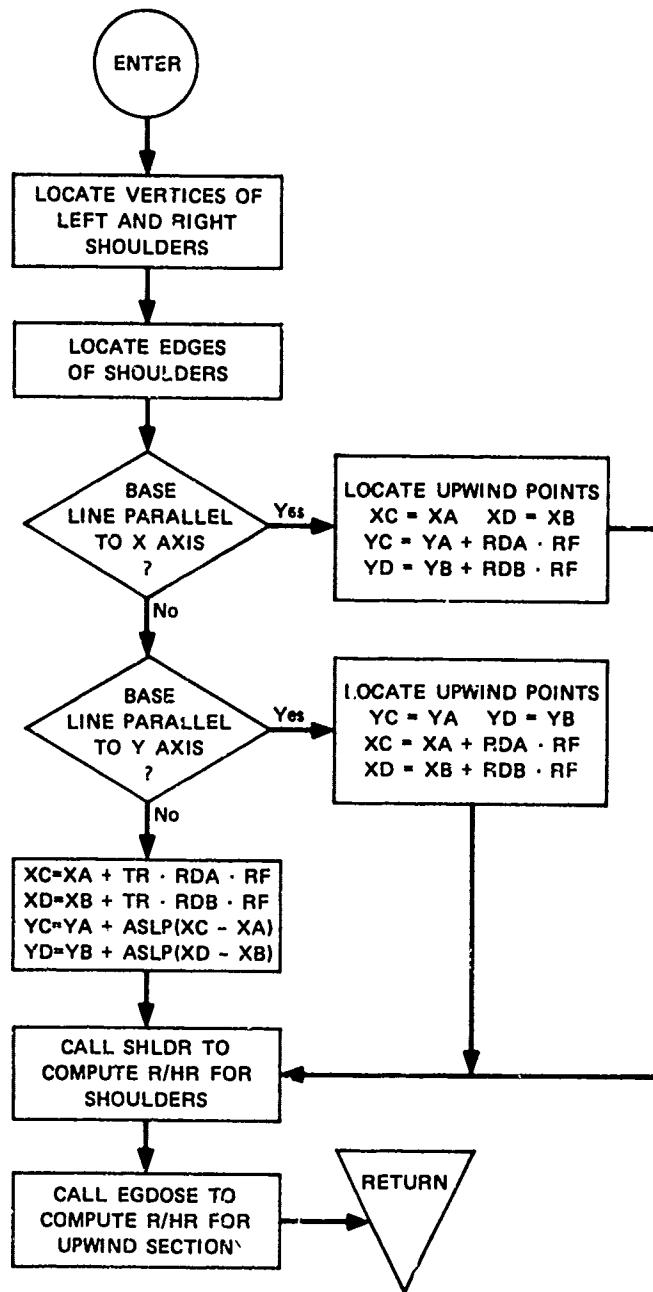 ENTER
LOCATE VERTICES OF
LEFT AND RIGHT
SHOULDERS
LOCATE EDGES
OF SHOULDERS
BASE
LINE PARALLEL
TO X AXIS
?
Yes
LOCATE UPWIND POINTS
XC = XA XD = XB
YC = YA + RDA · RF
YD = YB + RDB · RF
No
BASE
LINE PARALLEL
TO Y AXIS
?
Yes
LOCATE UPWIND POINTS
YC = YA YD = YB
XC = XA + RDA · RF
XD = XB + RDB · RF
No
XC=XA + TR · RDA · RF
XD=XB + TR · RDB · RF
YC=YA + ASLP(XC - XA)
YD=YB + ASLP(XD - XB)
CALL SHLDR TO
COMPUTE R/HR FOR
SHOULDERS
CALL EGDOSE TO
COMPUTE R/HR FOR
UPWIND SECTION
RETURN